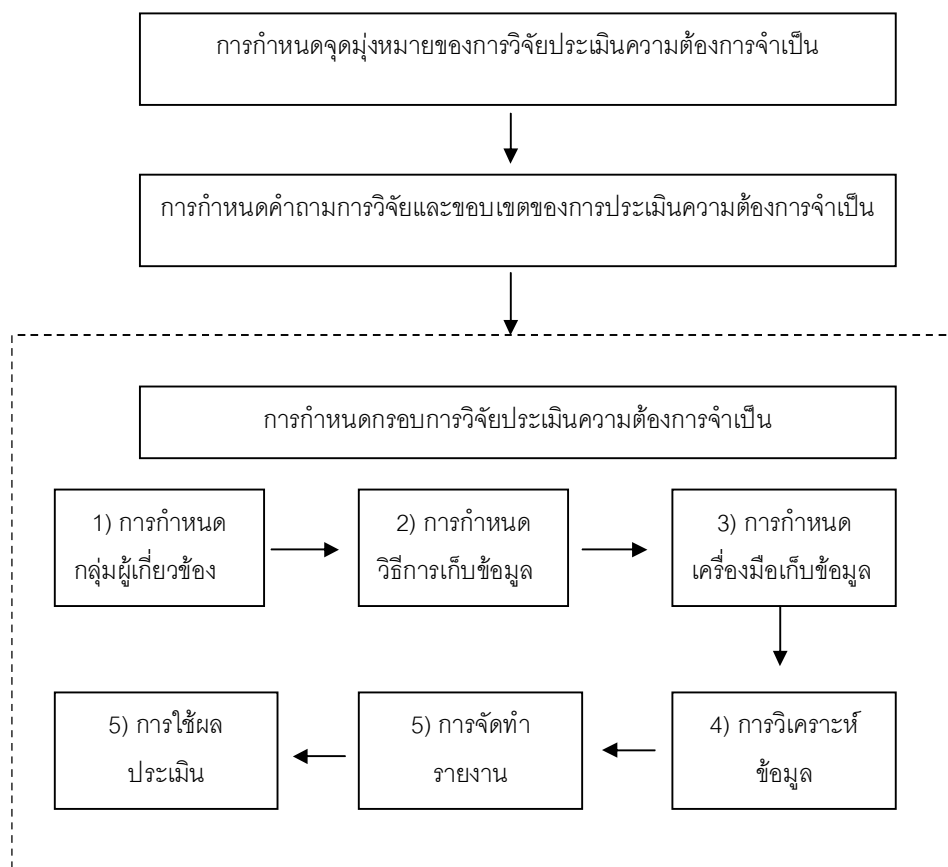 การกำหนดจุดมุ่งหมายของการวิจัยประเมินความต้องการจำเป็น
การกำหนดคำถามการวิจัยและขอบเขตของการประเมินความต้องการจำเป็น
การกำหนดกรอบการวิจัยประเมินความต้องการจำเป็น
1) การกำหนด
กลุ่มผู้เกี่ยวข้อง
2) การกำหนด
วิธีการเก็บข้อมูล
3) การกำหนด
เครื่องมือเก็บข้อมูล
4) การวิเคราะห์
ข้อมูล
5) การจัดทำ
รายงาน
5) การใช้ผล
ประเมิน